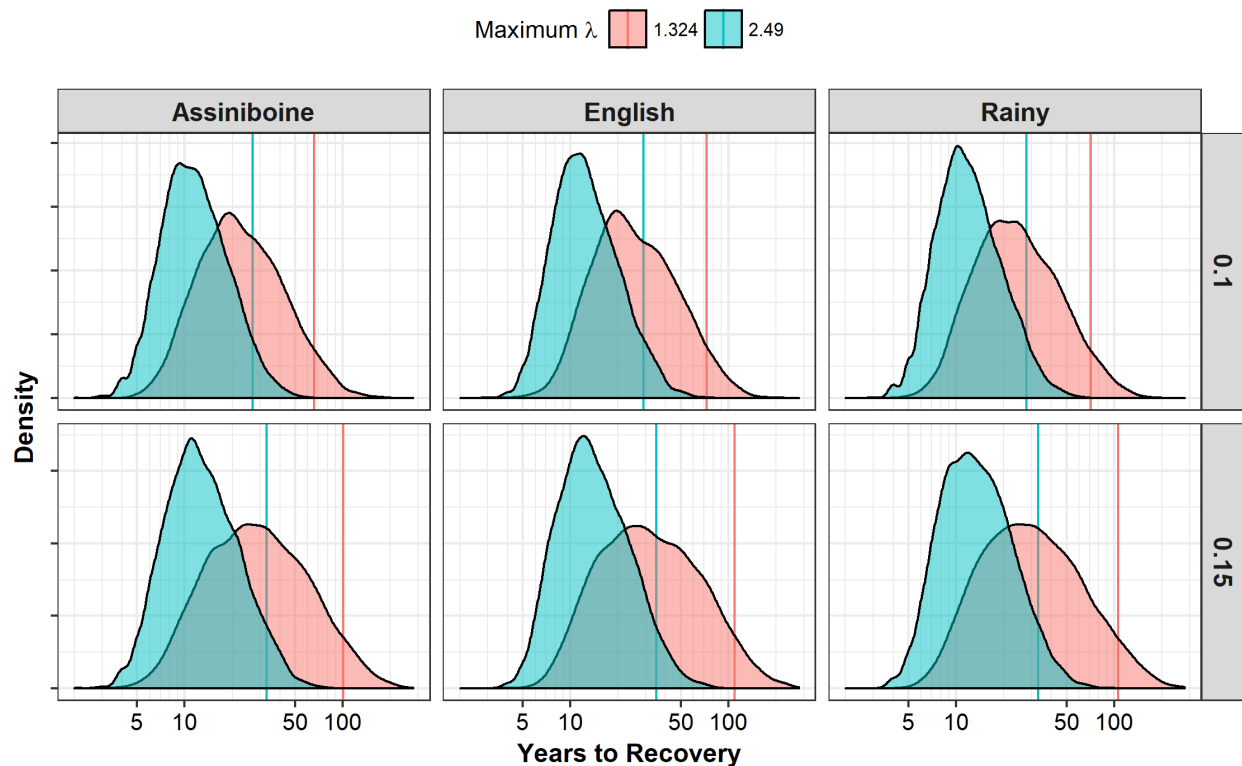 Maximum λ 1.324 2.49
Assiniboine English Rainy
0.1
0.15
Density
5 10 50 100 5 10 50 100 5 10 50 100
Years to Recovery